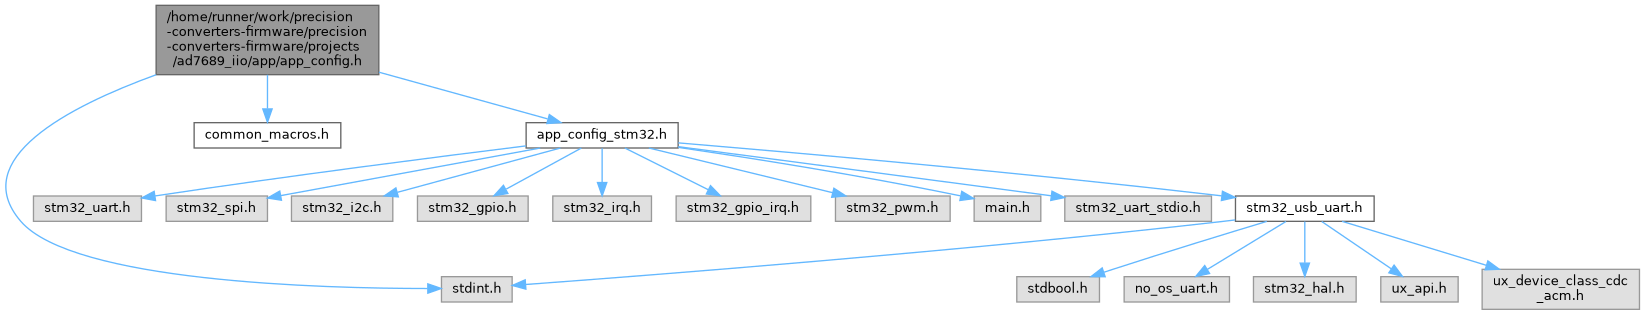 /home/runner/work/precision
-converters-firmware/precision
-converters-firmware/projects
/ad7689_iio/app/app_config.h
common_macros.h
app_config_stm32.h
stm32_uart.h
stm32_spi.h
stm32_i2c.h
stm32_gpio.h
stm32_irq.h
stm32_gpio_irq.h
stm32_pwm.h
main.h
stm32_uart_stdio.h
stm32_usb_uart.h
stdint.h
stdbool.h
no_os_uart.h
stm32_hal.h
ux_api.h
ux_device_class_cdc
_acm.h